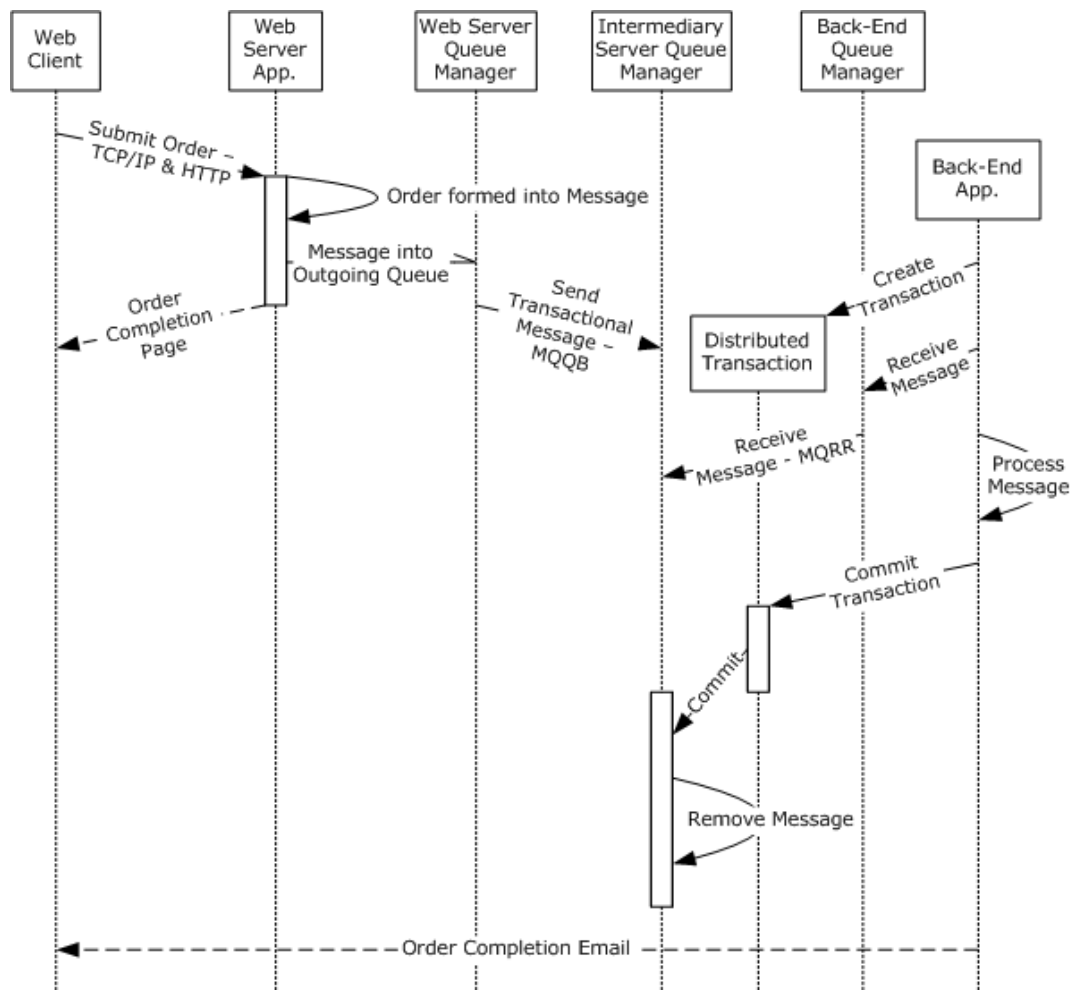 Web
Client
Web
Server
App.
Web Server
Queue
Manager
Intermediary
Server Queue
Manager
Back-End
Queue
Manager
Submit Order –
TCP/IP & HTTP
Back-End
App.
Order formed into Message
Message into
Outgoing Queue
Create
Transaction
Order
Completion
Page
Send
Transactional
Message –
MQQB
Distributed
Transaction
Receive
Message
Receive
Message - MQRR
Process
Message
Commit
Transaction
Commit
Remove Message
Order Completion Email